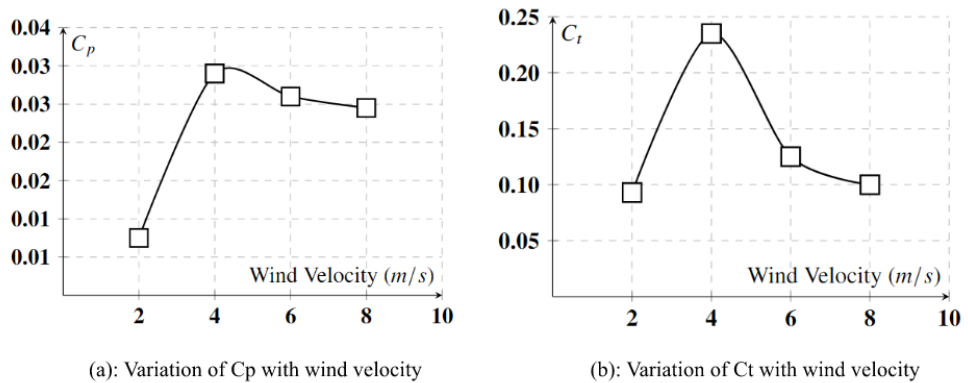 0.04
0.03
0.03
0.02
0.02
0.01
0.01
C_p
Wind Velocity (m/s)
2 4 6 8 10
(a): Variation of Cp with wind velocity
0.25
0.20
0.15
0.10
0.05
C_t
Wind Velocity (m/s)
2 4 6 8 10
(b): Variation of Ct with wind velocity